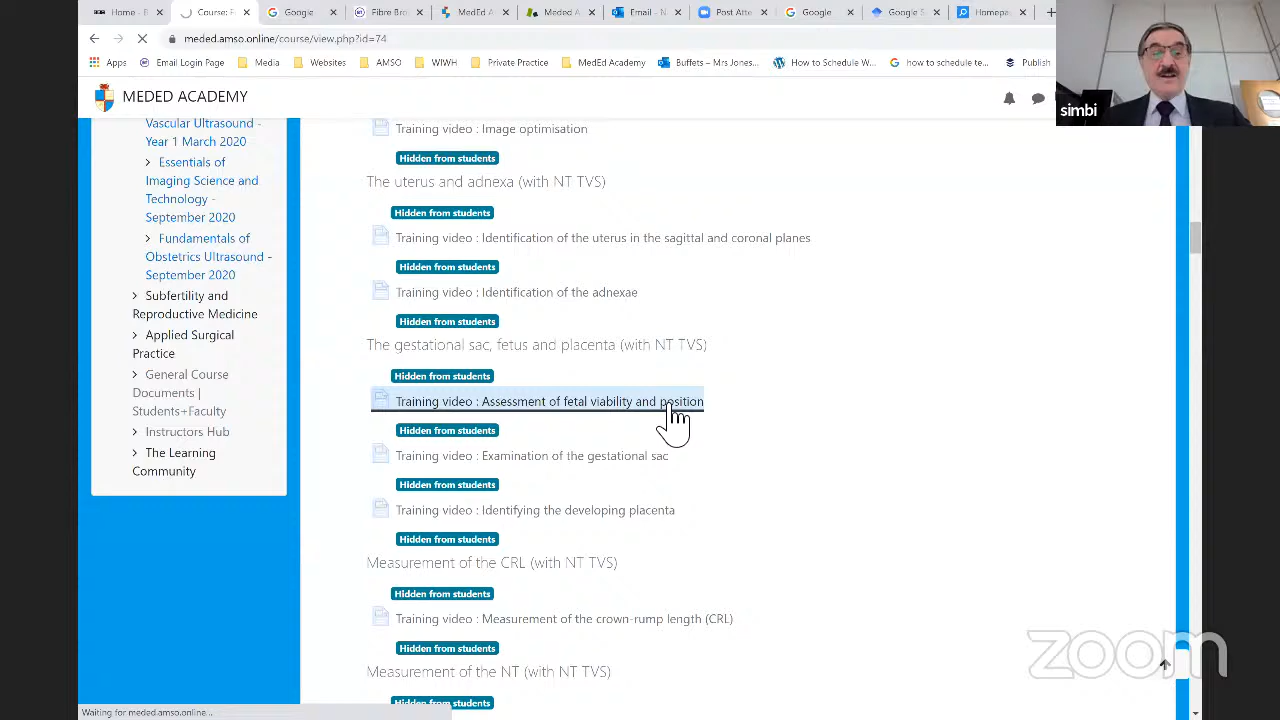 Home - B
Course: F
Google
Fibre Bro
MedEd A
Meded A
Email - N
Post Atte
Google
Google S
Homepa
meded.amso.online/course/view.php?id=74
Apps
Email Login Page
Media
Websites
AMSO
WIWH
Private Practice
MedEd Academy
Buffets – Mrs Jones...
How to Schedule W...
how to schedule te...
Publish
MEDED ACADEMY
simbi
Vascular Ultrasound -
Year 1 March 2020
Essentials of
Imaging Science and
Technology -
September 2020
Fundamentals of
Obstetrics Ultrasound -
September 2020
Subfertility and
Reproductive Medicine
Applied Surgical
Practice
General Course
Documents |
Students+Faculty
Instructors Hub
The Learning
Community
Training video : Image optimisation
Hidden from students
The uterus and adnexa (with NT TVS)
Hidden from students
Training video : Identification of the uterus in the sagittal and coronal planes
Hidden from students
Training video : Identification of the adnexae
Hidden from students
The gestational sac, fetus and placenta (with NT TVS)
Hidden from students
Training video : Assessment of fetal viability and position
Hidden from students
Training video : Examination of the gestational sac
Hidden from students
Training video : Identifying the developing placenta
Hidden from students
Measurement of the CRL (with NT TVS)
Hidden from students
Training video : Measurement of the crown-rump length (CRL)
Hidden from students
Measurement of the NT (with NT TVS)
Hidden from students
zoom
Waiting for meded.amso.online...